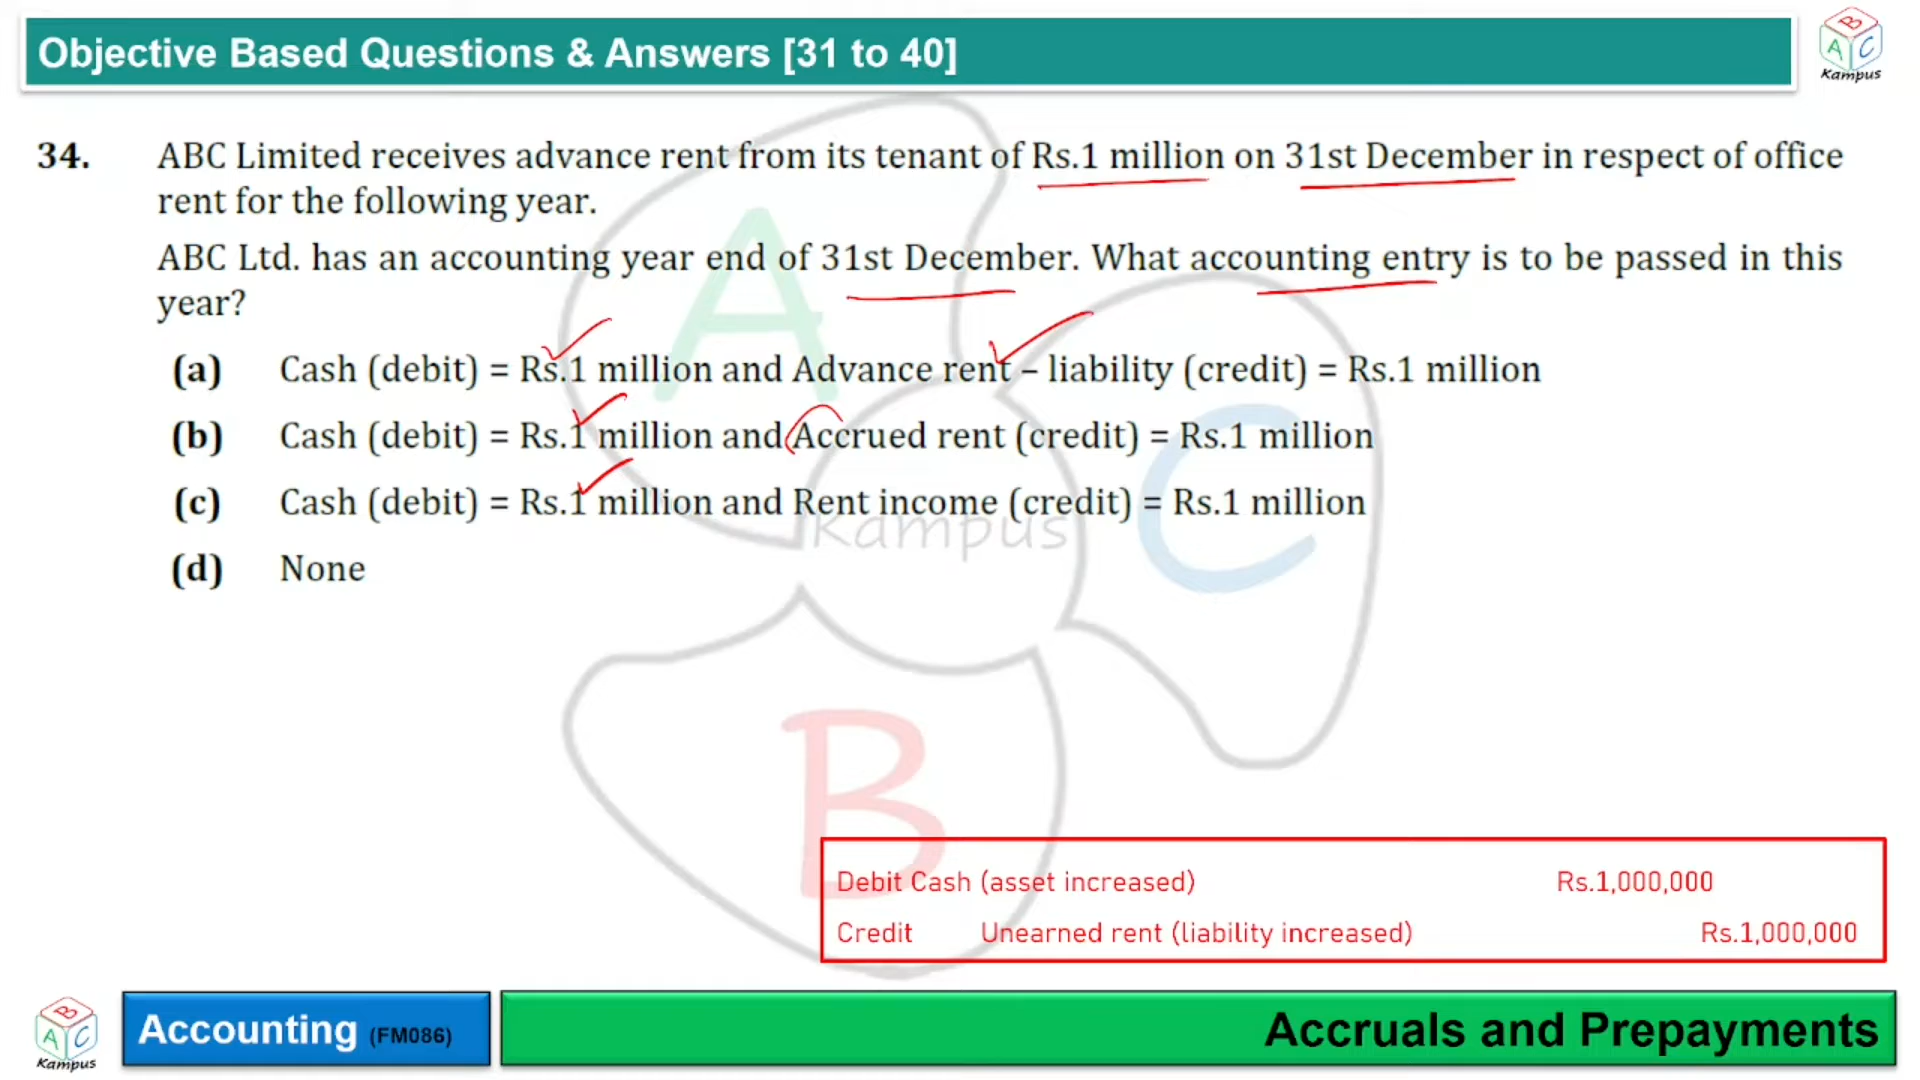 Objective Based Questions & Answers [31 to 40]
A B C
Kampus
34. ABC Limited receives advance rent from its tenant of Rs.1 million on 31st December in respect of office
rent for the following year.
ABC Ltd. has an accounting year end of 31st December. What accounting entry is to be passed in this
year?
(a) Cash (debit) = Rs.1 million and Advance rent – liability (credit) = Rs.1 million
(b) Cash (debit) = Rs.1 million and Accrued rent (credit) = Rs.1 million
(c) Cash (debit) = Rs.1 million and Rent income (credit) = Rs.1 million
(d) None
A
Kampus
C
B
Debit Cash (asset increased) Rs.1,000,000
Credit Unearned rent (liability increased) Rs.1,000,000
A B C
Kampus
Accounting (FM086)
Accruals and Prepayments